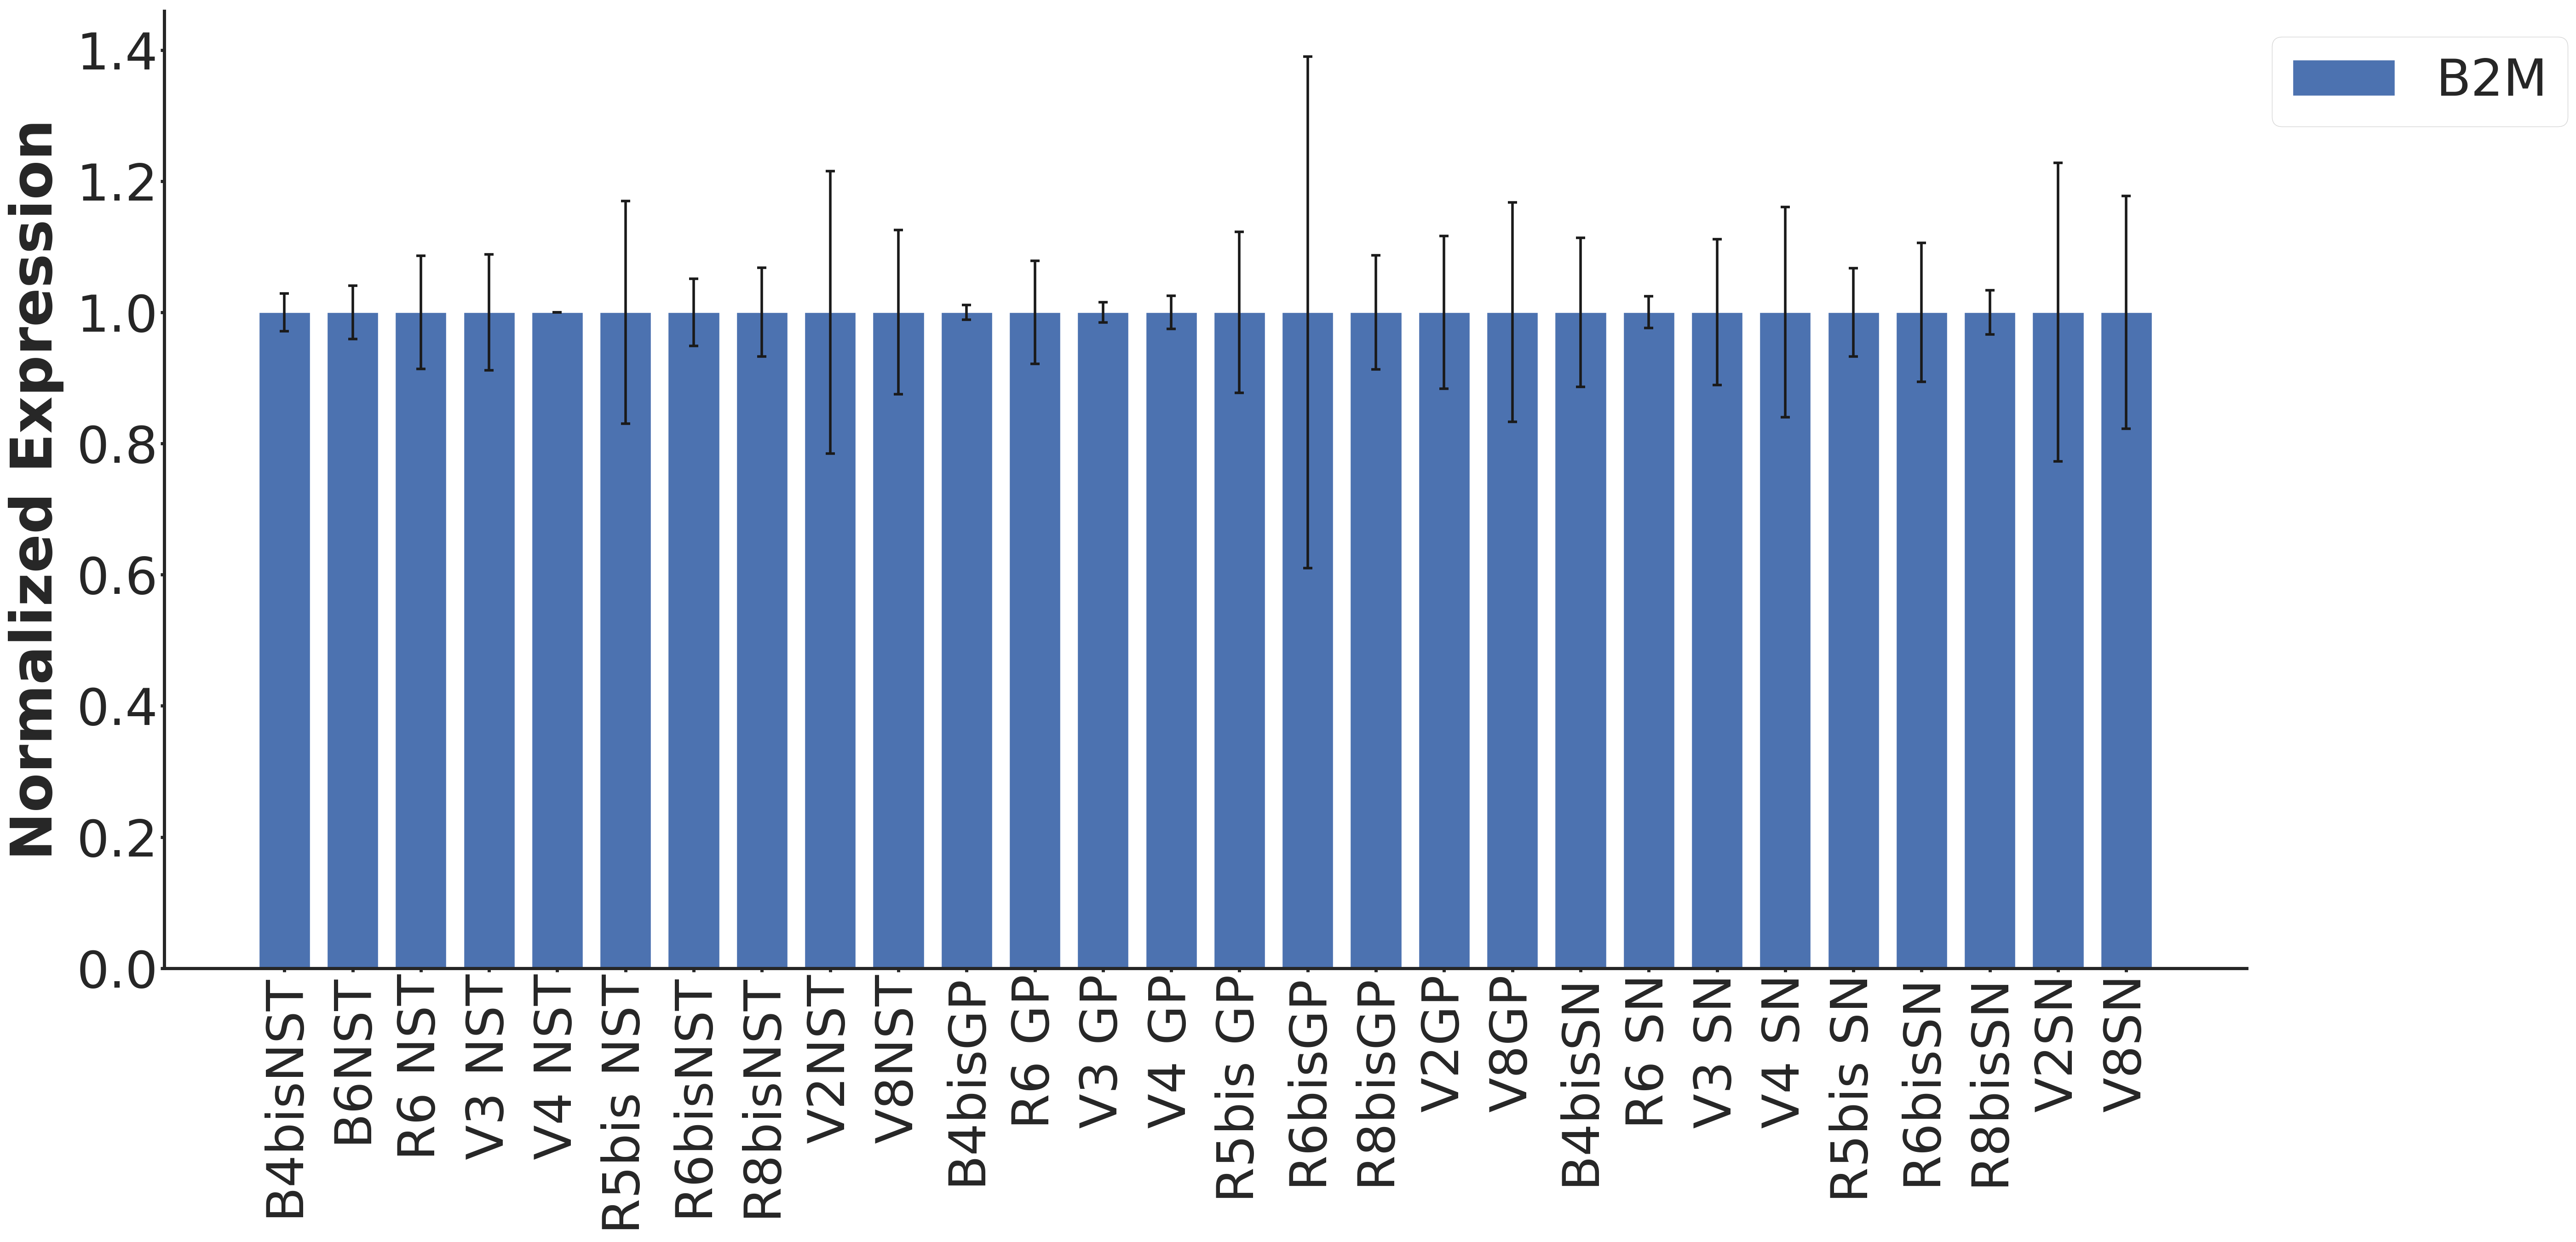 Normalized Expression
1.4
1.2
1.0
0.8
0.6
0.4
0.2
0.0
B4bisNST
B6NST
R6 NST
V3 NST
V4 NST
R5bis NST
R6bisNST
R8bisNST
V2NST
V8NST
B4bisGP
R6 GP
V3 GP
V4 GP
R5bis GP
R6bisGP
R8bisGP
V2GP
V8GP
B4bisSN
R6 SN
V3 SN
V4 SN
R5bis SN
R6bisSN
R8bisSN
V2SN
V8SN
B2M